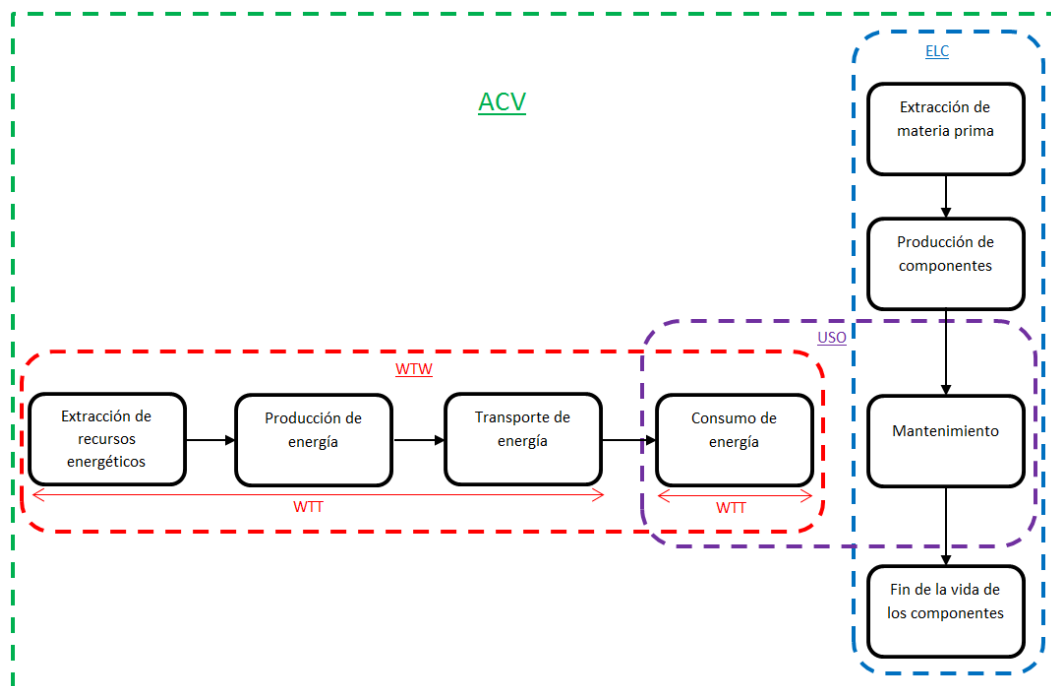 ELC
ACV
Extracción de
materia prima
Producción de
componentes
USO
WTW
Extracción de
recursos
energéticos
Producción de
energía
Transporte de
energía
Consumo de
energía
Mantenimiento
WTT
WTT
Fin de la vida de
los componentes